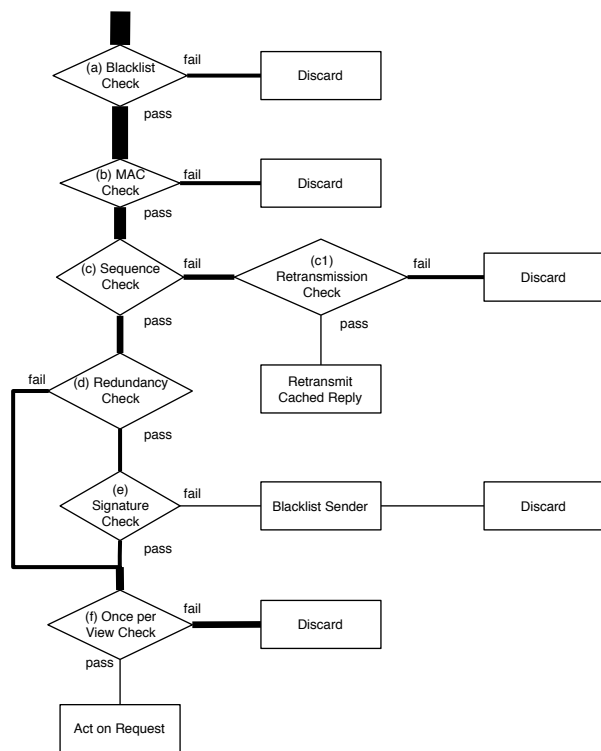 (a) Blacklist
Check
fail
Discard
pass
(b) MAC
Check
fail
Discard
pass
(c) Sequence
Check
fail
(c1)
Retransmission
Check
fail
Discard
pass
pass
Retransmit
Cached Reply
fail
(d) Redundancy
Check
pass
(e)
Signature
Check
fail
Blacklist Sender
Discard
pass
(f) Once per
View Check
fail
Discard
pass
Act on Request